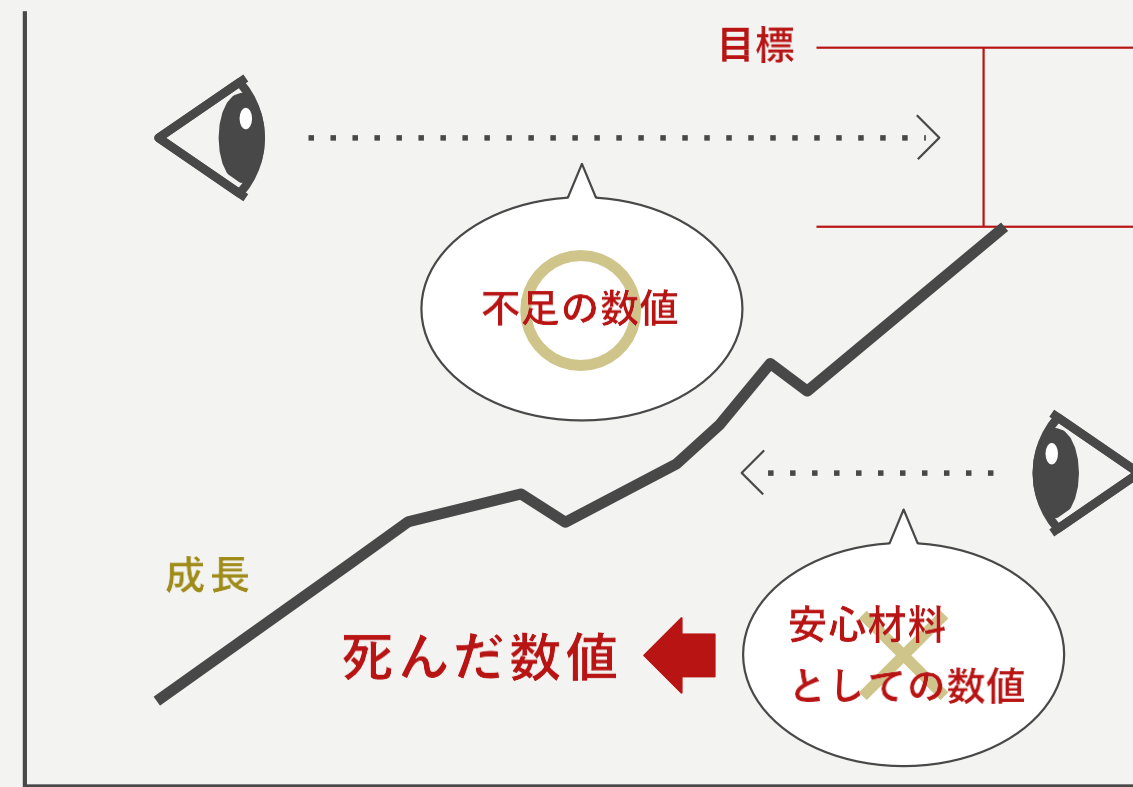 目標
不足の数値
成長
死んだ数値
安心材料
としての数値